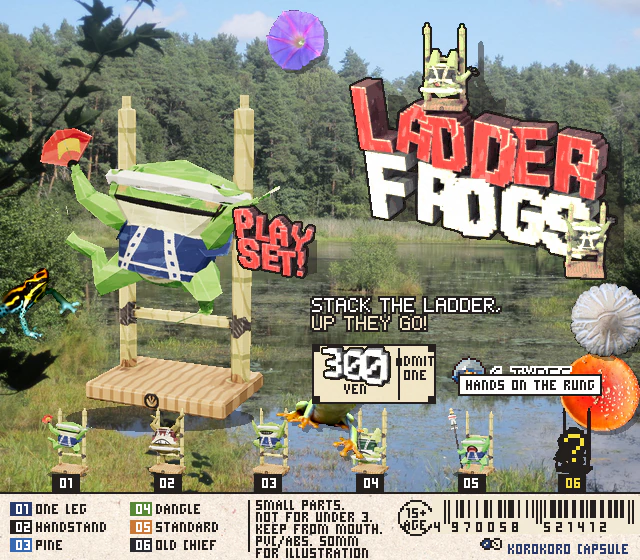 LADDER
FROGS
PLAY
SET!
STACK THE LADDER,
UP THEY GO!
300
YEN
ADMIT
ONE
HANDS ON THE RUNG
01
02
03
04
05
06
?
01 ONE LEG
02 HANDSTAND
03 PINE
04 DANGLE
05 STANDARD
06 OLD CHIEF
SMALL PARTS.
NOT FOR UNDER 3.
KEEP FROM MOUTH.
PVC/ABS. 50MM
FOR ILLUSTRATION
15+
AGE
4 970058 521412
KOROKORO CAPSULE